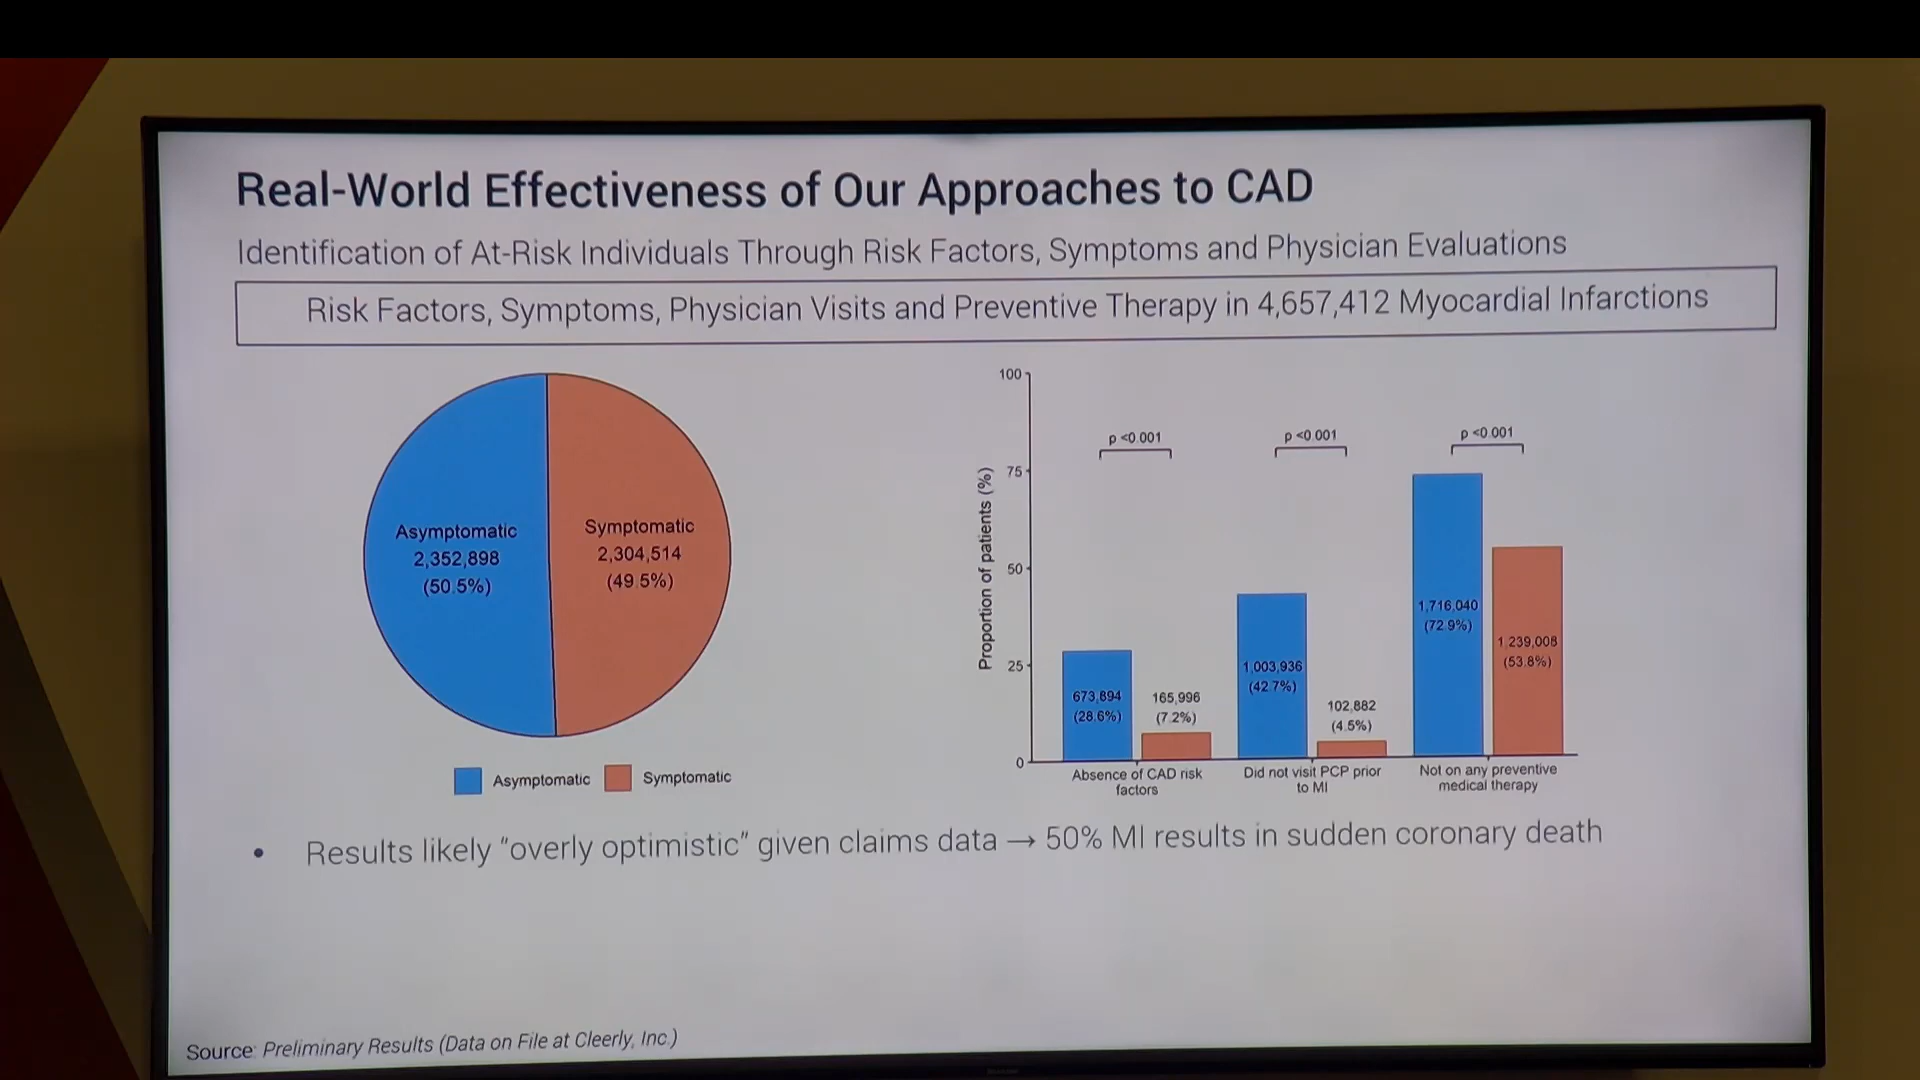 Real-World Effectiveness of Our Approaches to CAD
Identification of At-Risk Individuals Through Risk Factors, Symptoms and Physician Evaluations
Risk Factors, Symptoms, Physician Visits and Preventive Therapy in 4,657,412 Myocardial Infarctions
Asymptomatic
2,352,898
(50.5%)
Symptomatic
2,304,514
(49.5%)
Asymptomatic
Symptomatic
Proportion of patients (%)
100
75
50
25
0
p <0.001
p <0.001
p <0.001
673,894
(28.6%)
165,996
(7.2%)
1,003,936
(42.7%)
102,882
(4.5%)
1,716,040
(72.9%)
1,239,008
(53.8%)
Absence of CAD risk
factors
Did not visit PCP prior
to MI
Not on any preventive
medical therapy
• Results likely “overly optimistic” given claims data → 50% MI results in sudden coronary death
Source: Preliminary Results (Data on File at Cleerly, Inc.)